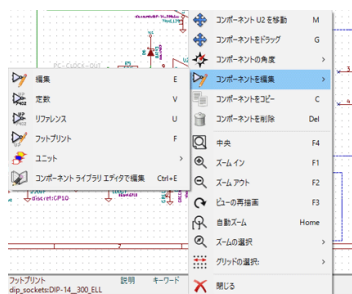 コンポーネント U2 を移動 M
コンポーネントをドラッグ G
コンポーネントの角度
コンポーネントを編集
コンポーネントをコピー C
コンポーネントを削除 Del
中央 F4
ズームイン F1
ズーム アウト F2
ビューの再描画 F3
自動ズーム Home
ズームの選択
グリッドの選択:
閉じる
編集 E
定数 V
リファレンス U
フットプリント F
ユニット
コンポーネント ライブラリ エディタで編集 Ctrl+E
discret:GPIO
2
フットプリント 説明 キーワード
dip_sockets:DIP-14__300_ELL